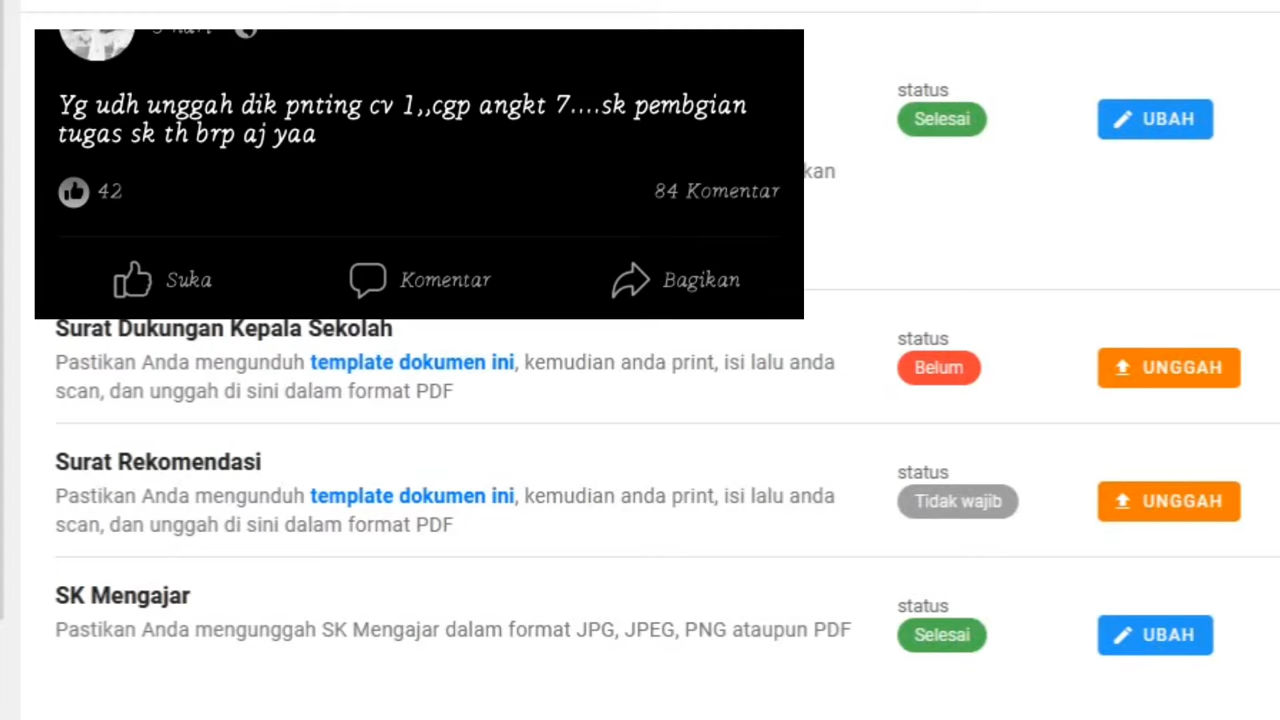 Yg udh unggah dik pnting cv 1,,cgp angkt 7....sk pembgian
tugas sk th brp aj yaa
42
84 Komentar
Suka
Komentar
Bagikan
status
Selesai
UBAH
kan
Surat Dukungan Kepala Sekolah
Pastikan Anda mengunduh template dokumen ini, kemudian anda print, isi lalu anda
scan, dan unggah di sini dalam format PDF
status
Belum
UNGGAH
Surat Rekomendasi
Pastikan Anda mengunduh template dokumen ini, kemudian anda print, isi lalu anda
scan, dan unggah di sini dalam format PDF
status
Tidak wajib
UNGGAH
SK Mengajar
Pastikan Anda mengunggah SK Mengajar dalam format JPG, JPEG, PNG ataupun PDF
status
Selesai
UBAH